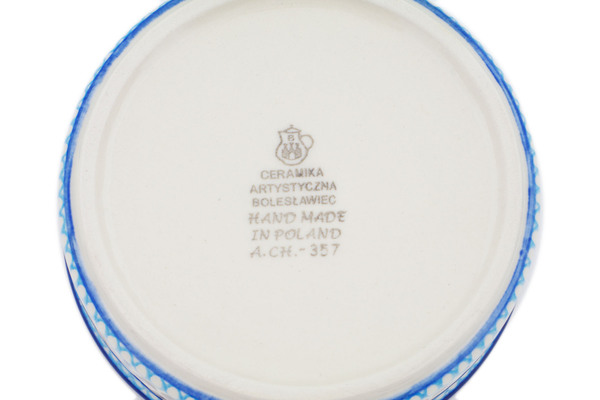 B
CERAMIKA
ARTYSTYCZNA
BOLESŁAWIEC
HAND MADE
IN POLAND
A.CH.-357